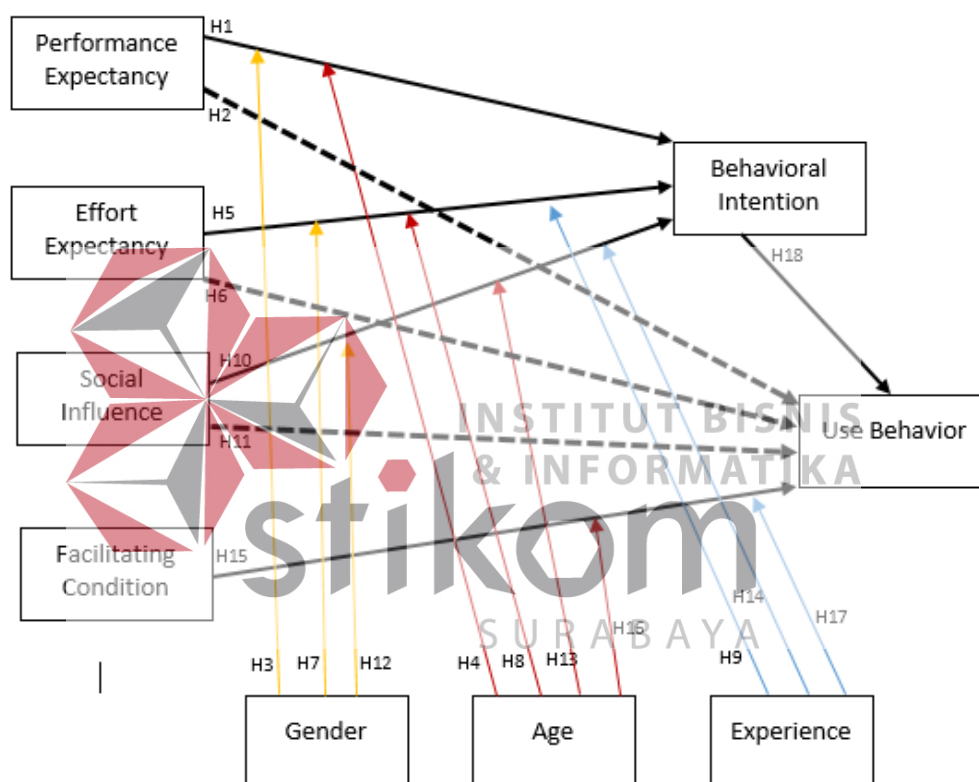 H1
Performance
Expectancy
H2
Behavioral
Intention
Effort
Expectancy
H5
H18
H6
Social
Influence
H10
H11
INSTITUT BISNIS
& INFORMATIKA
stikom
SURABAYA
Use Behavior
Facilitating
Condition
H15
H14
H17
H16
H3
H7
H12
H4
H8
H13
H9
Gender
Age
Experience